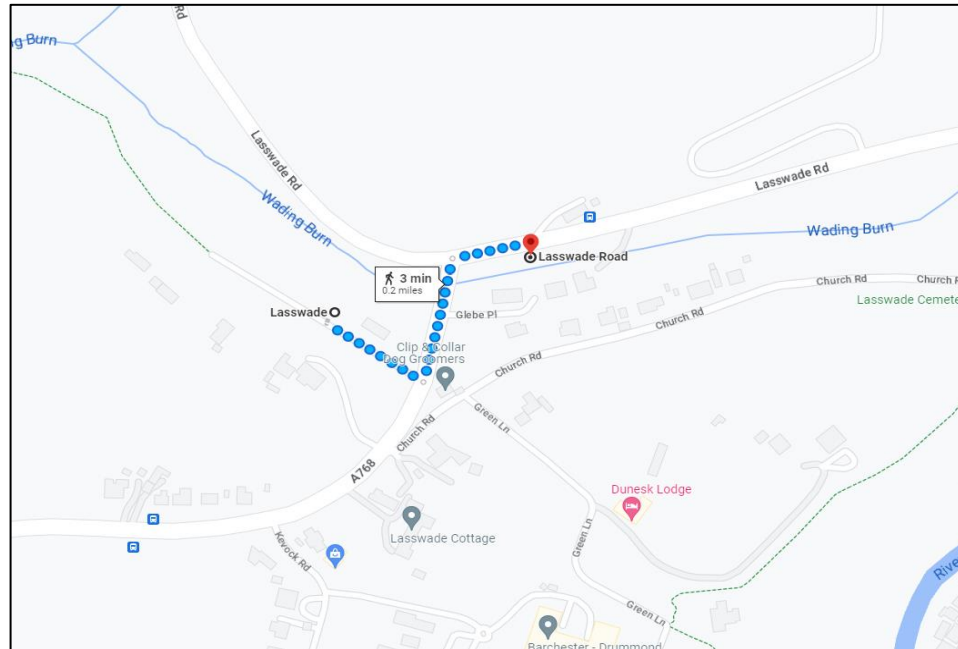 Rd
g Burn
Lasswade Rd
Lasswade Rd
Wading Burn
Wading Burn
Lasswade Road
3 min
0.2 miles
Lasswade
Glebe Pl
Church Rd
Church R
Lasswade Cemete
Church Rd
Clip & Collar
Dog Groomers
Church Rd
Green Ln
A768
Dunesk Lodge
Lasswade Cottage
Green Ln
Kevock Rd
Rive
Green Ln
Barchester - Drummond